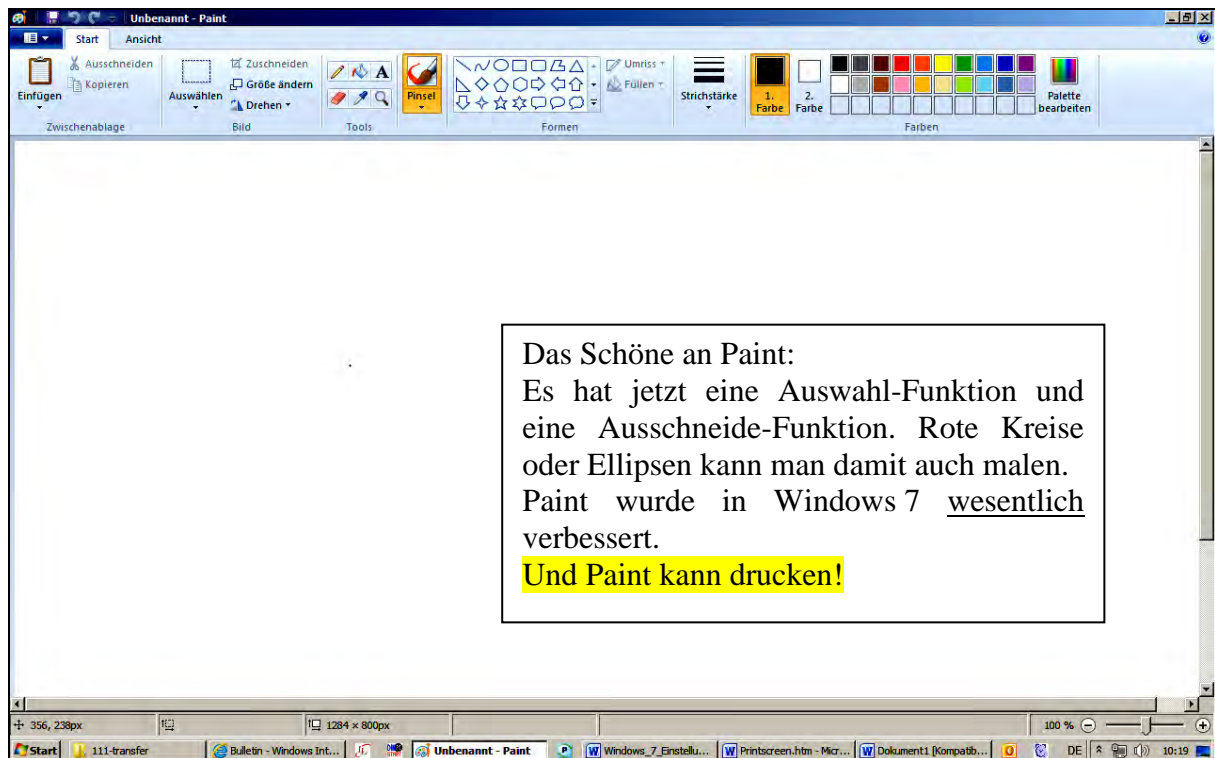 Unbenannt - Paint
Start Ansicht
Einfügen
Ausschneiden
Kopieren
Zwischenablage
Auswählen
Zuschneiden
Größe ändern
Drehen
Bild
A
Tools
Pinsel
Umriss
Füllen
Formen
Strichstärke
1. Farbe
2. Farbe
Palette bearbeiten
Farben
Das Schöne an Paint:
Es hat jetzt eine Auswahl-Funktion und
eine Ausschneide-Funktion. Rote Kreise
oder Ellipsen kann man damit auch malen.
Paint wurde in Windows 7 wesentlich
verbessert.
Und Paint kann drucken!
356, 238px
1284 × 800px
100 %
Start 111-transfer Bulletin - Windows Int... Unbenannt - Paint Windows_7_Einstellu... Printscreen.htm - Micr... Dokument1 [Kompatib... DE 10:19